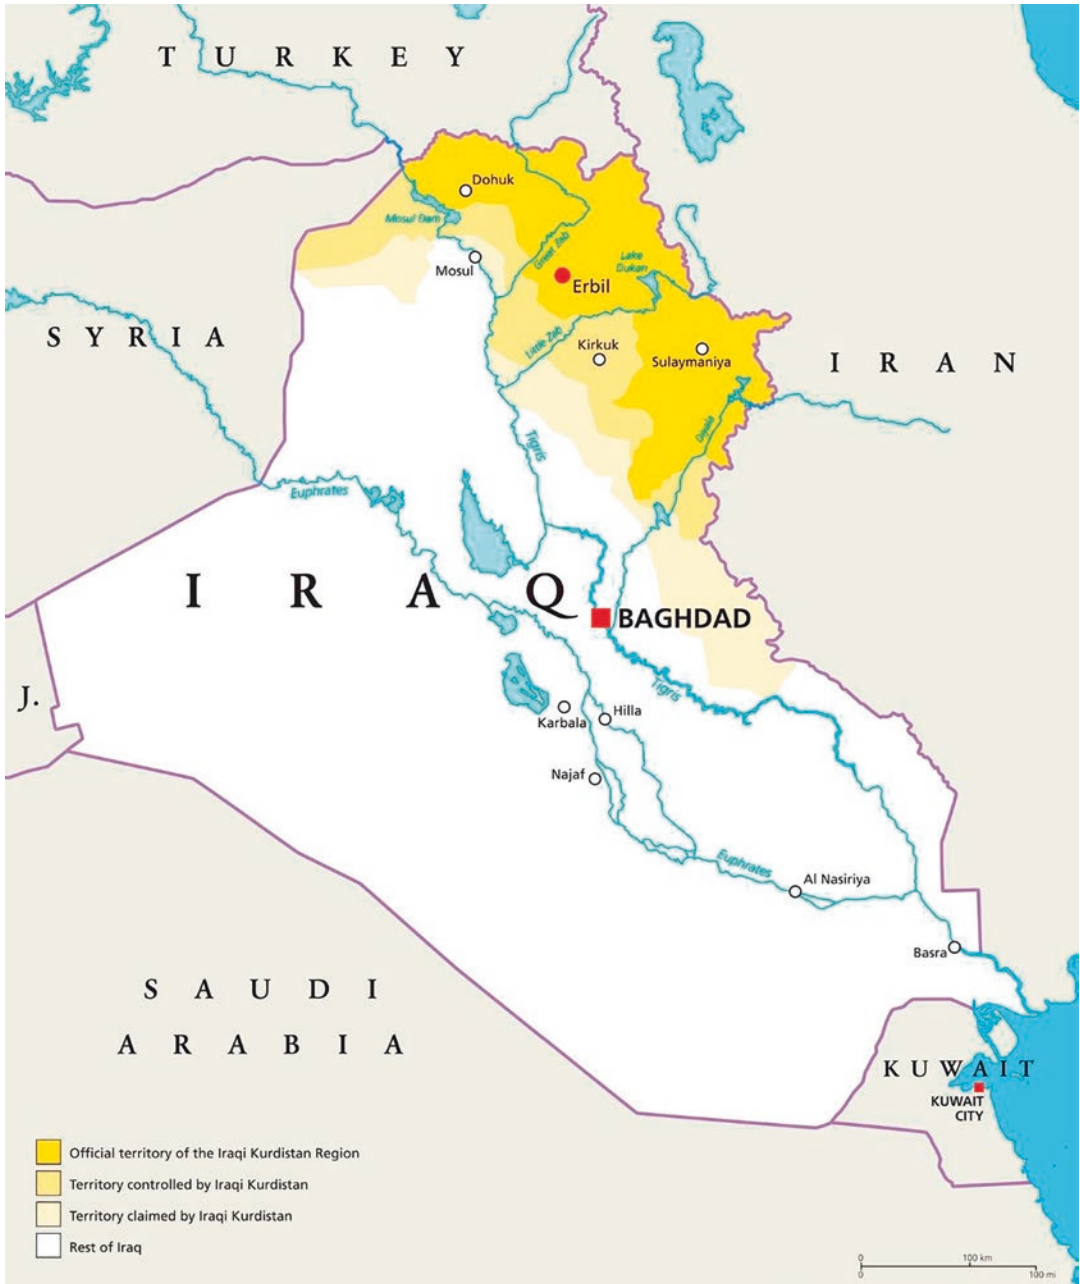 TURKEY
Dohuk
Mosul Dam
Great Zab
Lake
Dukan
Mosul
Erbil
SYRIA
Little Zab
Kirkuk
Sulaymaniya
IRAN
Tigris
Diyala
Euphrates
IRAQ
BAGHDAD
J.
Tigris
Karbala
Hilla
Najaf
Euphrates
Al Nasiriya
Basra
SAUDI
ARABIA
KUWAIT
KUWAIT
CITY
Official territory of the Iraqi Kurdistan Region
Territory controlled by Iraqi Kurdistan
Territory claimed by Iraqi Kurdistan
Rest of Iraq
0 100 km
0 100 mi